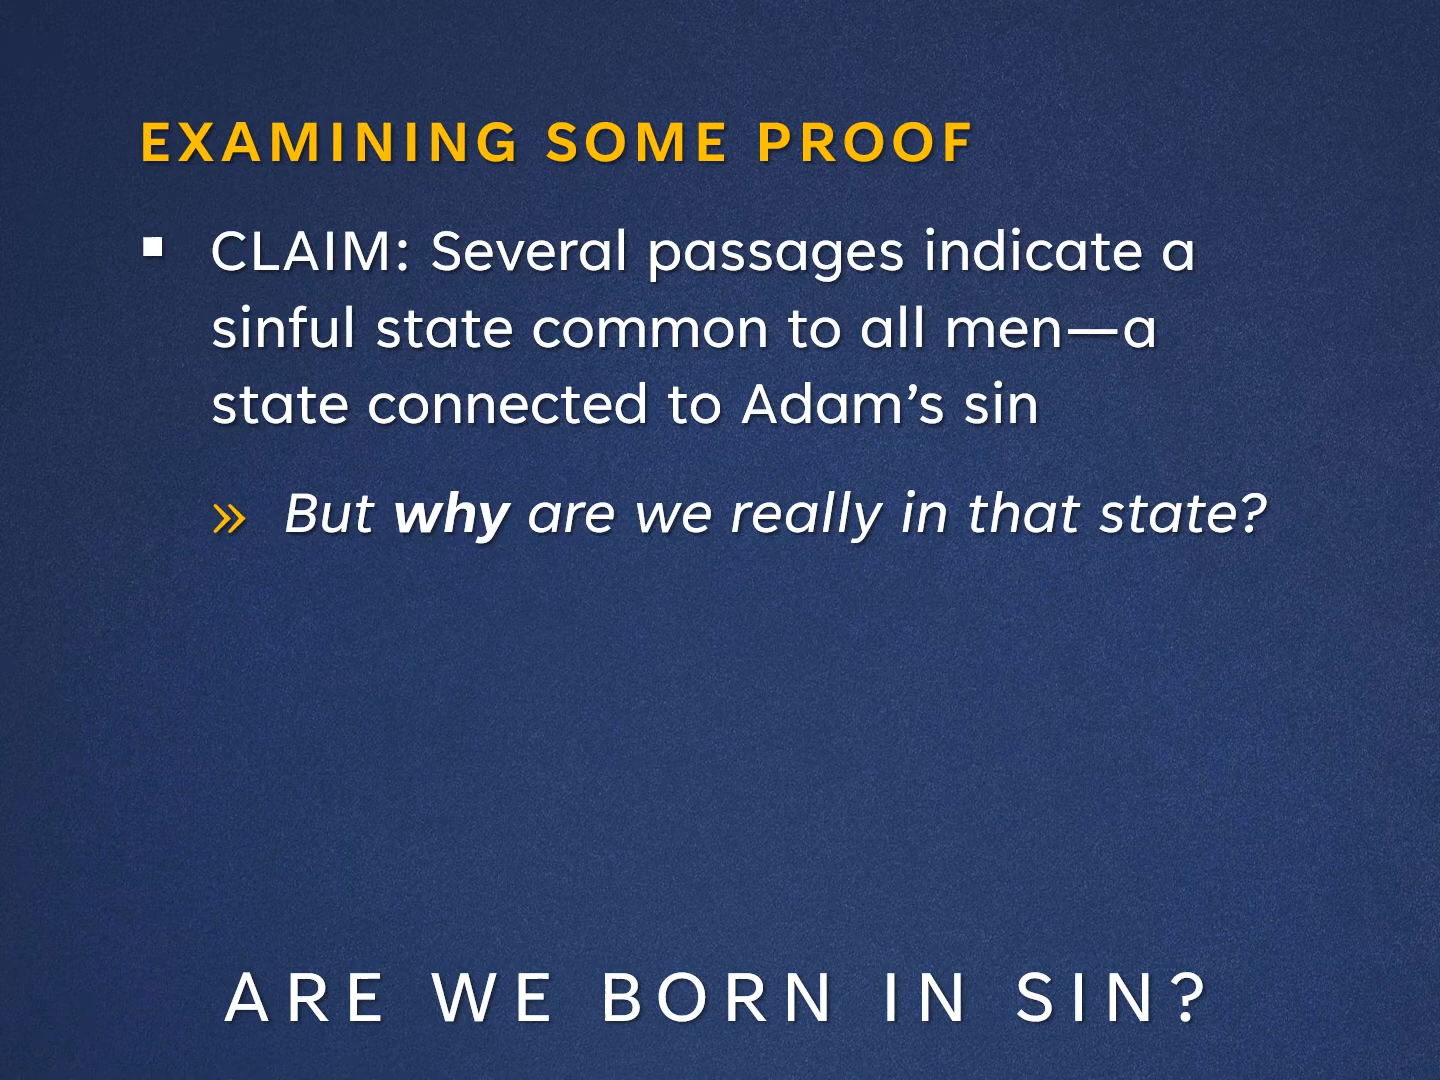 EXAMINING SOME PROOF
▪ CLAIM: Several passages indicate a
sinful state common to all men—a
state connected to Adam’s sin
» But why are we really in that state?
ARE WE BORN IN SIN?